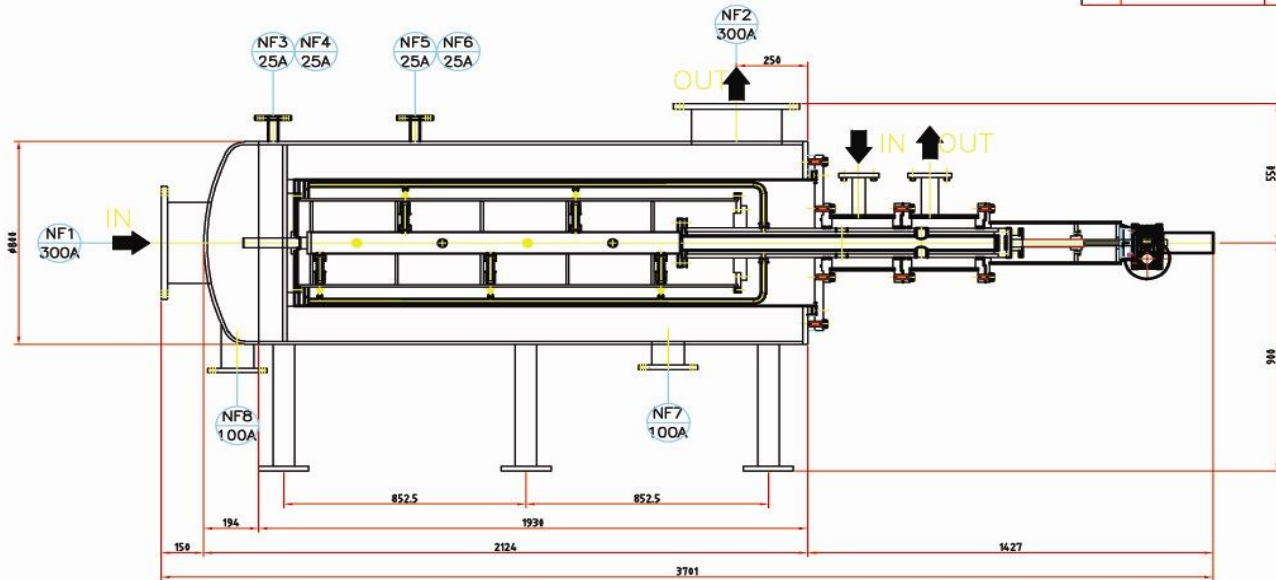 NF3
25A
NF4
25A
NF5
25A
NF6
25A
NF2
300A
250
OUT
IN
OUT
550
IN
NF1
300A
ø800
900
NF8
100A
NF7
100A
852.5
852.5
194
1930
150
2124
1427
3701